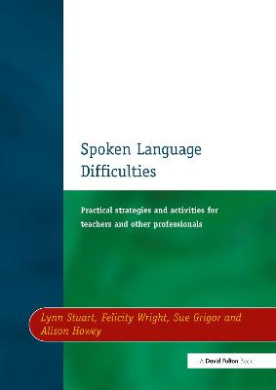 Spoken Language
Difficulties
Practical strategies and activities for
teachers and other professionals
Lynn Stuart, Felicity Wright, Sue Grigor and
Alison Howey
A David Fulton Book